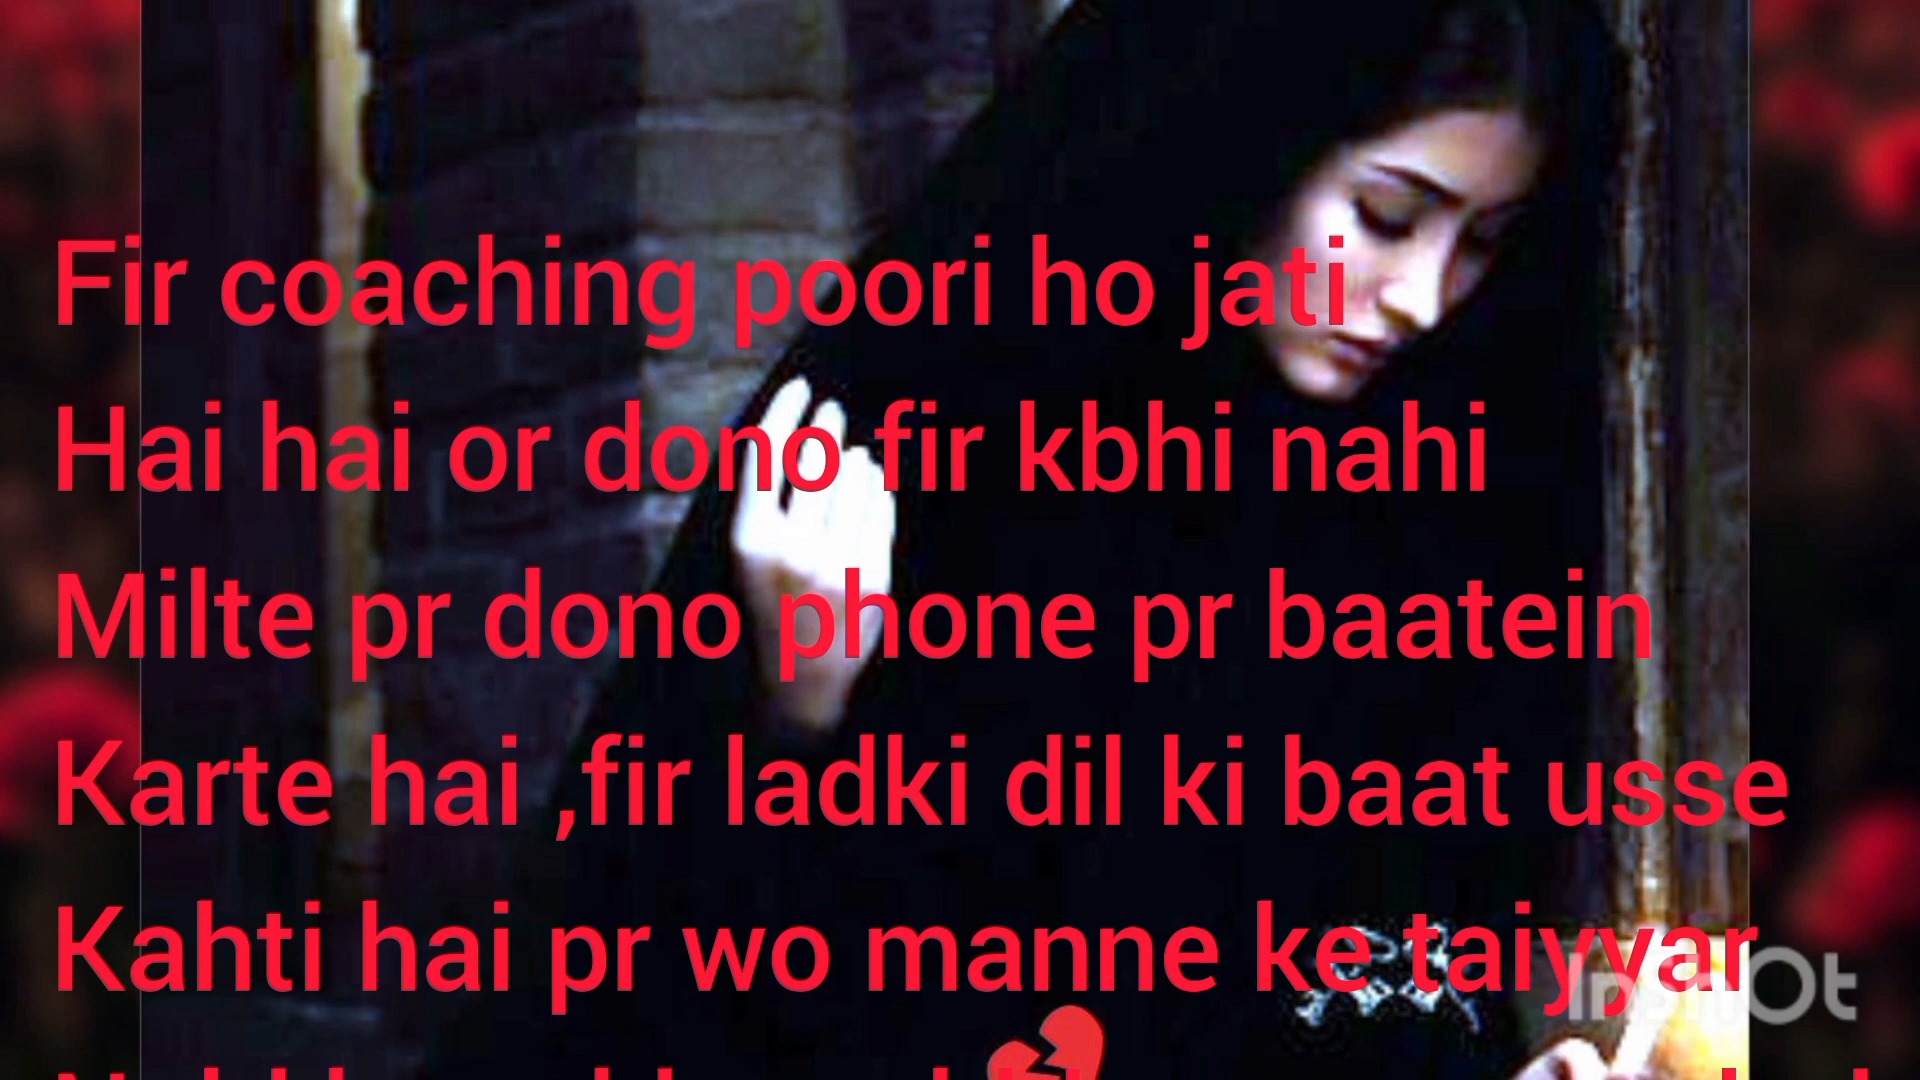 Fir coaching poori ho jati
Hai hai or dono fir kbhi nahi
Milte pr dono phone pr baatein
Karte hai ,fir ladki dil ki baat usse
Kahti hai pr wo manne ke taiyyar
InShOt